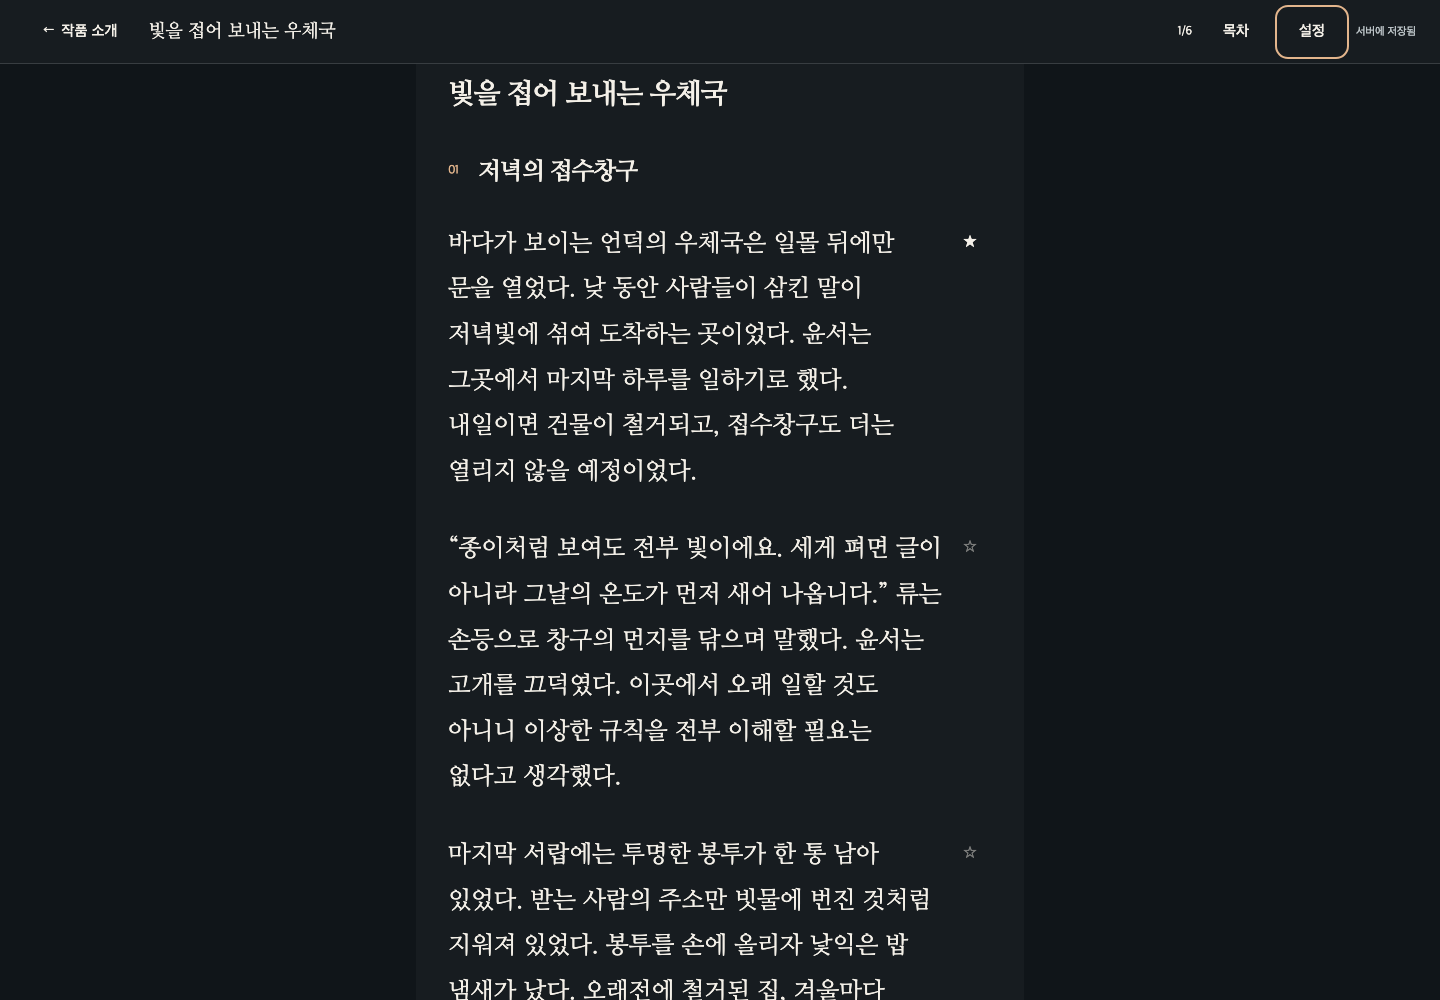 ← 작품 소개
빛을 접어 보내는 우체국
1/6
목차
설정
서버에 저장됨
빛을 접어 보내는 우체국
01 저녁의 접수창구
바다가 보이는 언덕의 우체국은 일몰 뒤에만 ★
문을 열었다. 낮 동안 사람들이 삼킨 말이
저녁빛에 섞여 도착하는 곳이었다. 윤서는
그곳에서 마지막 하루를 일하기로 했다.
내일이면 건물이 철거되고, 접수창구도 더는
열리지 않을 예정이었다.
“종이처럼 보여도 전부 빛이에요. 세게 펴면 글이 ☆
아니라 그날의 온도가 먼저 새어 나옵니다.” 류는
손등으로 창구의 먼지를 닦으며 말했다. 윤서는
고개를 끄덕였다. 이곳에서 오래 일할 것도
아니니 이상한 규칙을 전부 이해할 필요는
없다고 생각했다.
마지막 서랍에는 투명한 봉투가 한 통 남아 ☆
있었다. 받는 사람의 주소만 빗물에 번진 것처럼
지워져 있었다. 봉투를 손에 올리자 낯익은 밥
냄새가 났다. 오래전에 철거된 집, 겨울마다